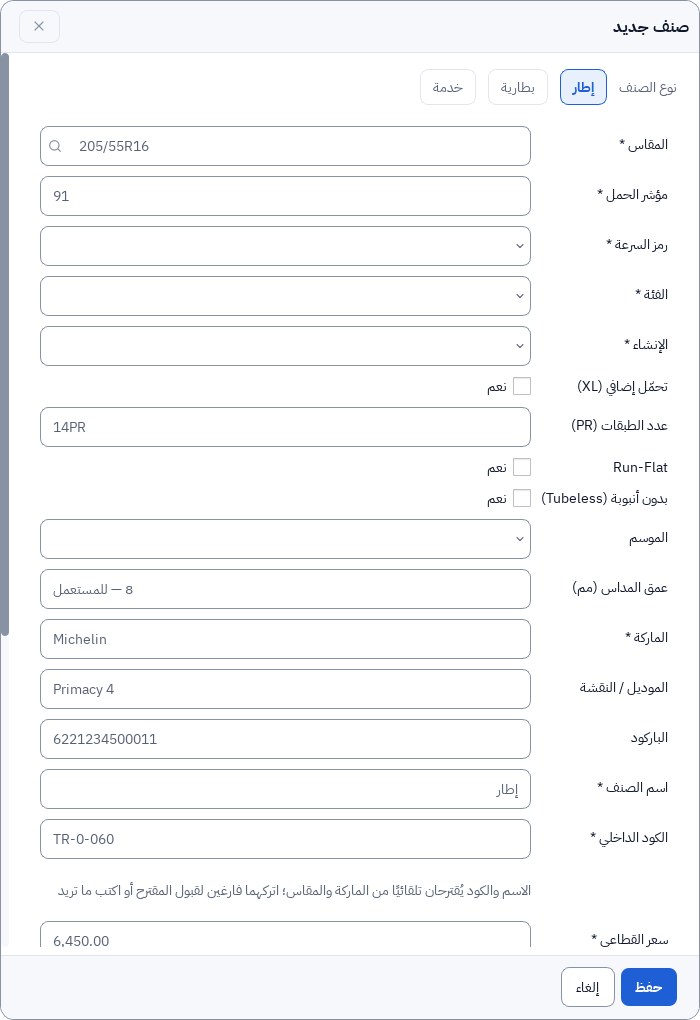 صنف جديد
نوع الصنف إطار بطارية خدمة
المقاس * 205/55R16
مؤشر الحمل * 91
رمز السرعة *
الفئة *
الإنشاء *
تحمّل إضافي (XL) نعم
عدد الطبقات (PR) 14PR
Run-Flat نعم
بدون أنبوبة (Tubeless) نعم
الموسم
عمق المداس (مم) 8 — للمستعمل
الماركة * Michelin
الموديل / النقشة Primacy 4
الباركود 6221234500011
اسم الصنف * إطار
الكود الداخلي * TR-0-060
الاسم والكود يُقترحان تلقائيًا من الماركة والمقاس؛ اتركهما فارغين لقبول المقترح أو اكتب ما تريد
سعر القطاعي * 6,450.00
حفظ إلغاء